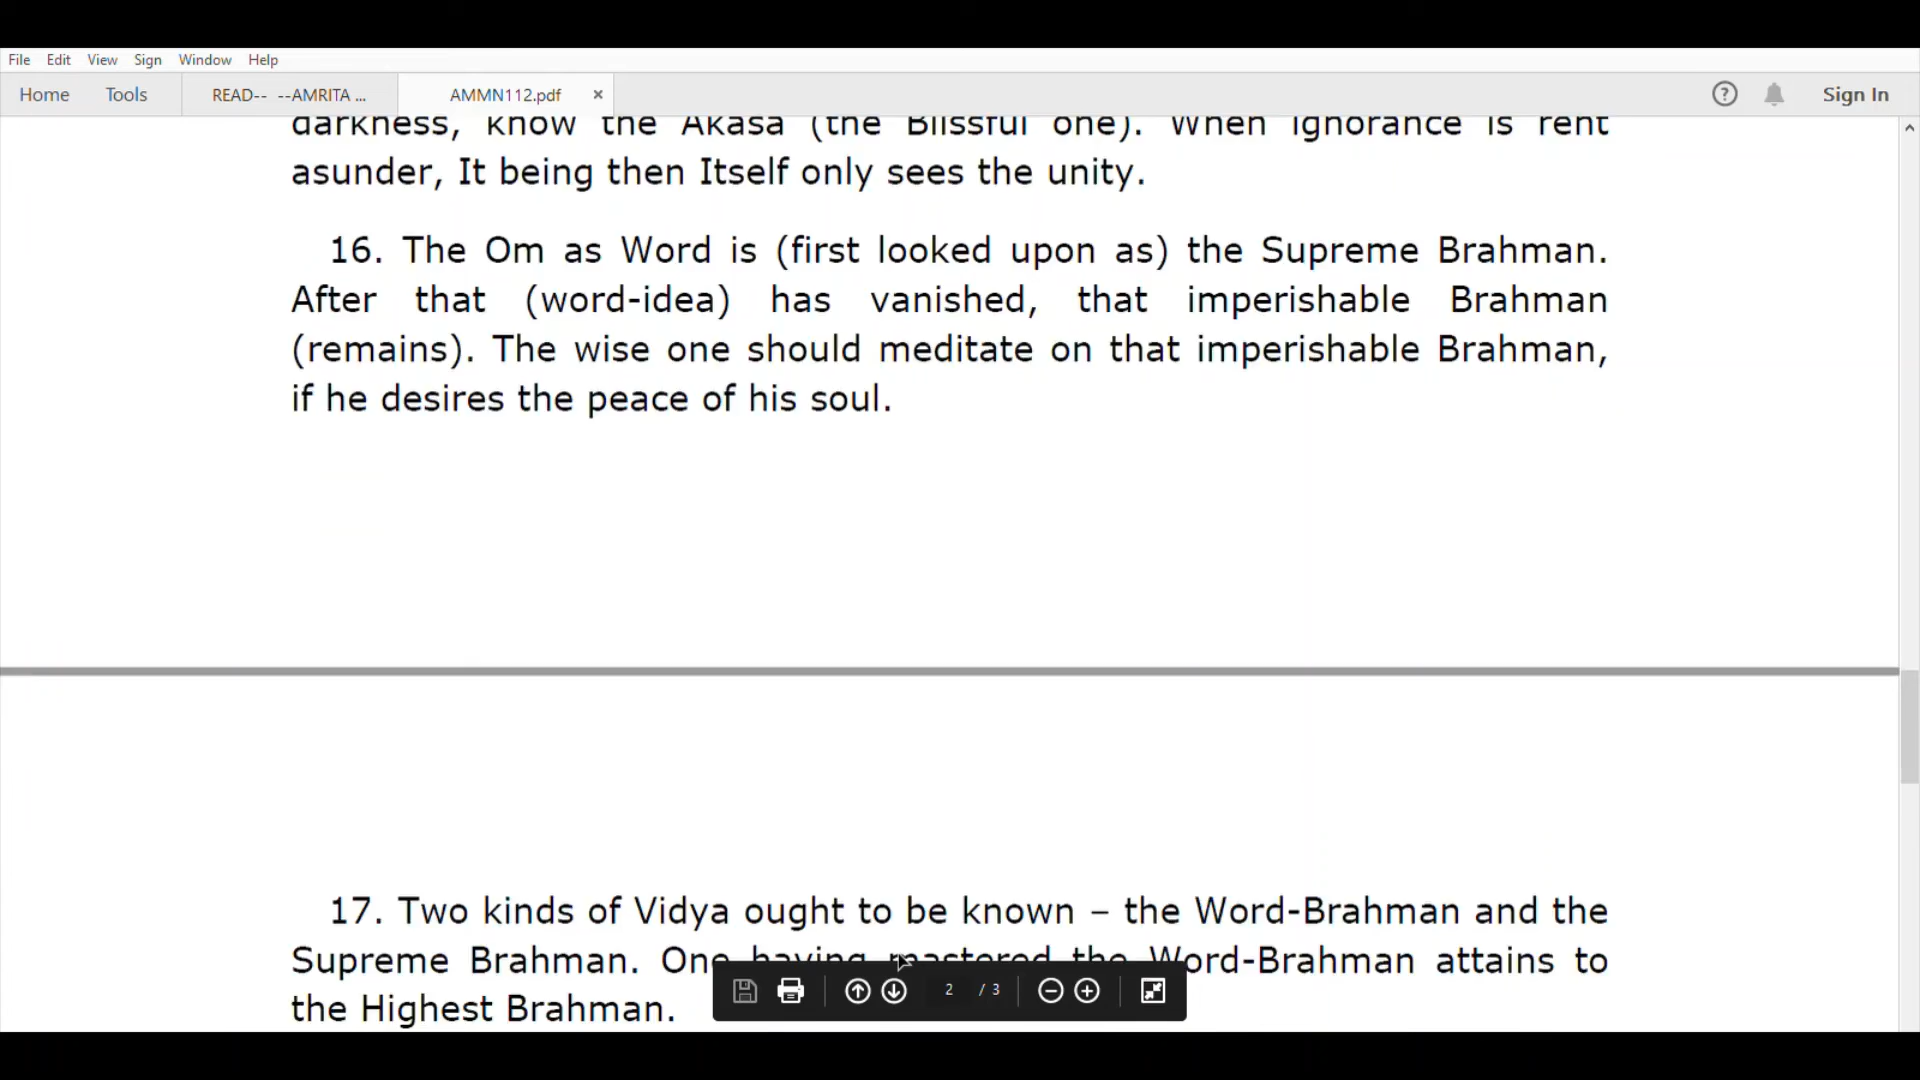 File Edit View Sign Window Help
Home Tools READ-- --AMRITA ... AMMN112.pdf × ? Sign In
darkness, know the Akasa (the Blissful one). When ignorance is rent
asunder, It being then Itself only sees the unity.
16. The Om as Word is (first looked upon as) the Supreme Brahman.
After that (word-idea) has vanished, that imperishable Brahman
(remains). The wise one should meditate on that imperishable Brahman,
if he desires the peace of his soul.
17. Two kinds of Vidya ought to be known – the Word-Brahman and the
Supreme Brahman. One having mastered the Word-Brahman attains to
the Highest Brahman.
2 / 3